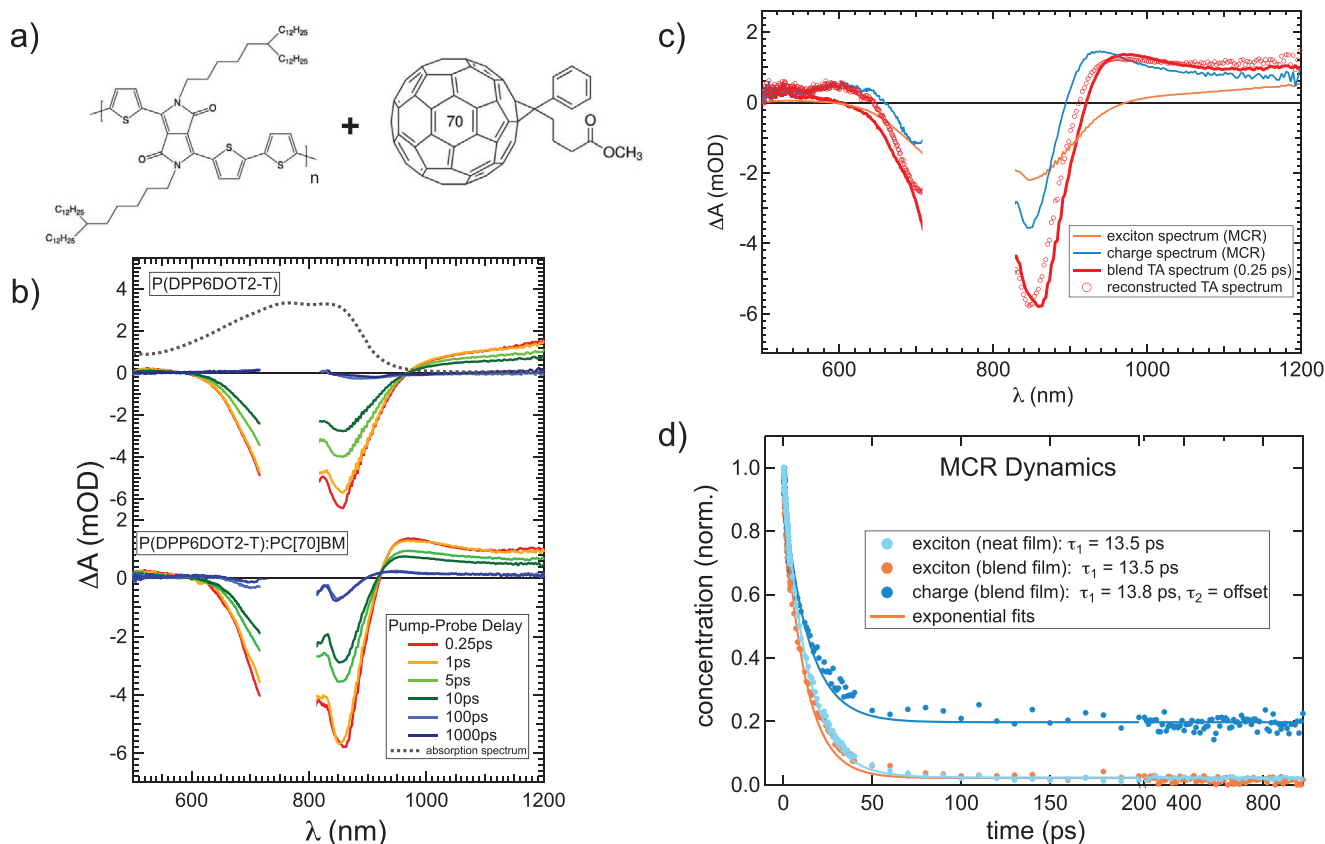 a)
C12H25
C12H25
N
O
S
n
S
S
O
N
C12H25
C12H25
+
70
O
OCH3
b)
P(DPP6DOT2-T)
4
2
0
-2
-4
-6
ΔA (mOD)
P(DPP6DOT2-T):PC[70]BM
2
0
-2
-4
-6
Pump-Probe Delay
0.25ps
1ps
5ps
10ps
100ps
1000ps
absorption spectrum
600
800
1000
1200
λ (nm)
c)
2
0
-2
-4
-6
ΔA (mOD)
exciton spectrum (MCR)
charge spectrum (MCR)
blend TA spectrum (0.25 ps)
reconstructed TA spectrum
600
800
1000
1200
λ (nm)
d)
MCR Dynamics
1.0
0.8
0.6
0.4
0.2
0.0
concentration (norm.)
exciton (neat film): τ1 = 13.5 ps
exciton (blend film): τ1 = 13.5 ps
charge (blend film): τ1 = 13.8 ps, τ2 = offset
exponential fits
0
50
100
150
200
400
800
time (ps)